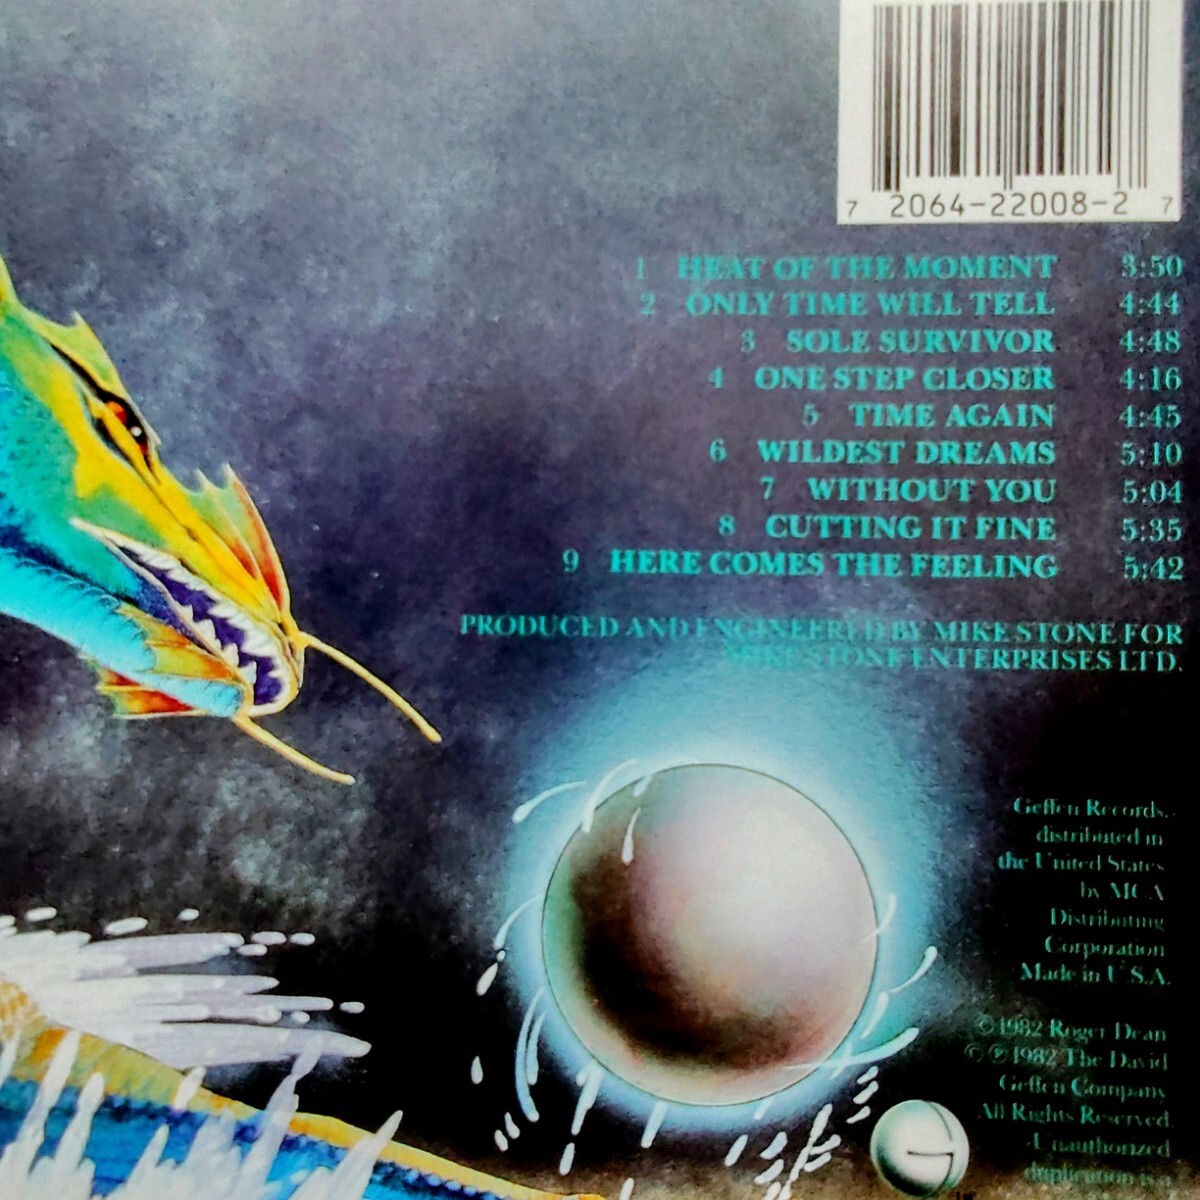 7 2064-22008-2 7
1 HEAT OF THE MOMENT 3:50
2 ONLY TIME WILL TELL 4:44
3 SOLE SURVIVOR 4:48
4 ONE STEP CLOSER 4:16
5 TIME AGAIN 4:45
6 WILDEST DREAMS 5:10
7 WITHOUT YOU 5:04
8 CUTTING IT FINE 5:35
9 HERE COMES THE FEELING 5:42
PRODUCED AND ENGINEERED BY MIKE STONE FOR
MIKE STONE ENTERPRISES LTD.
Geffen Records,
distributed in
the United States
by MCA
Distributing
Corporation
Made in U.S.A.
©1982 Roger Dean
© ℗ 1982 The David
Geffen Company
All Rights Reserved.
Unauthorized
duplication is a